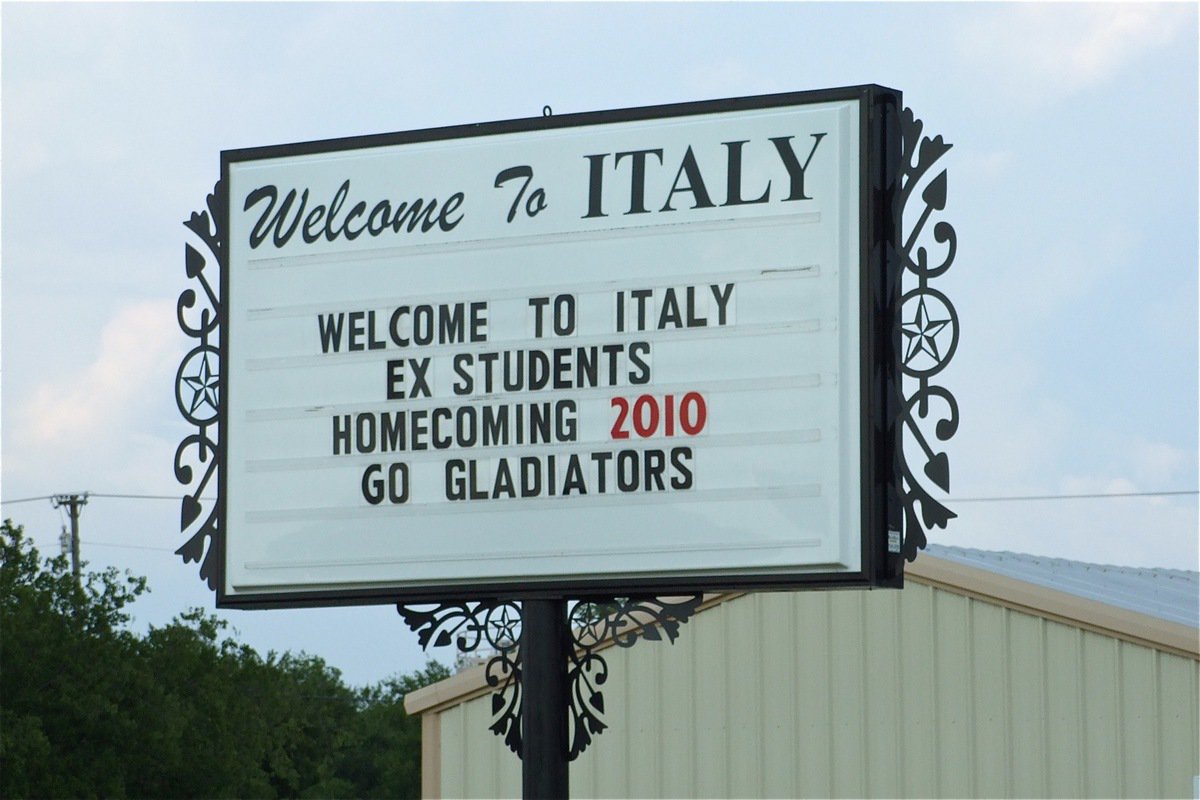 Welcome To ITALY
WELCOME TO ITALY
EX STUDENTS
HOMECOMING 2010
GO GLADIATORS